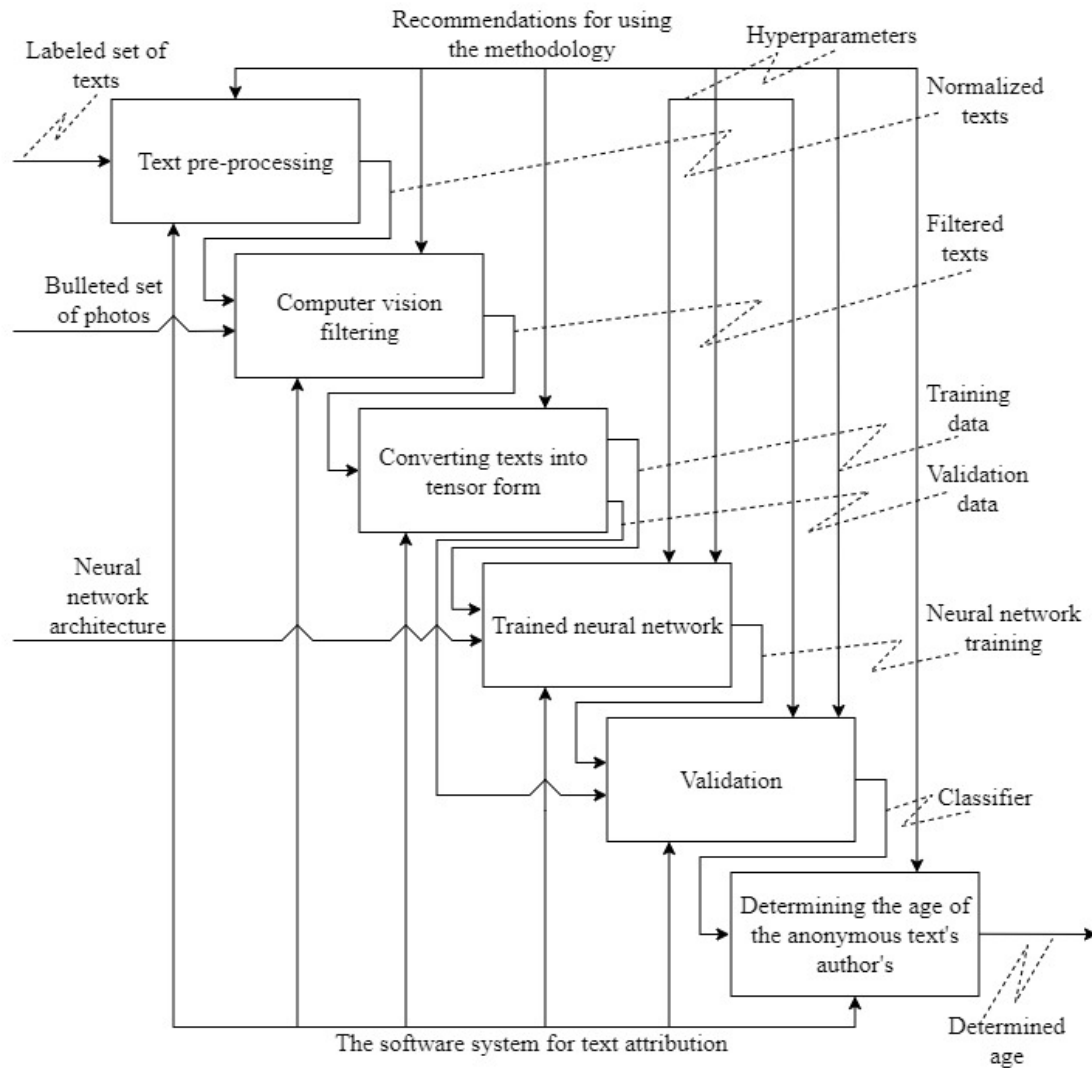 Recommendations for using
the methodology
Hyperparameters
Labeled set of
texts
Normalized
texts
Text pre-processing
Filtered
texts
Bulleted set
of photos
Computer vision
filtering
Training
data
Converting texts into
tensor form
Validation
data
Neural
network
architecture
Trained neural network
Neural network
training
Validation
Classifier
Determining the age of
the anonymous text's
author's
The software system for text attribution
Determined
age